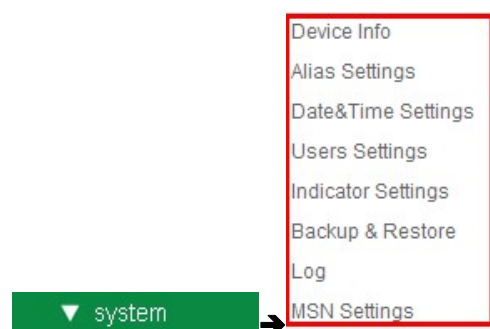 Device Info
Alias Settings
Date&Time Settings
Users Settings
Indicator Settings
Backup & Restore
Log
▼ system
MSN Settings